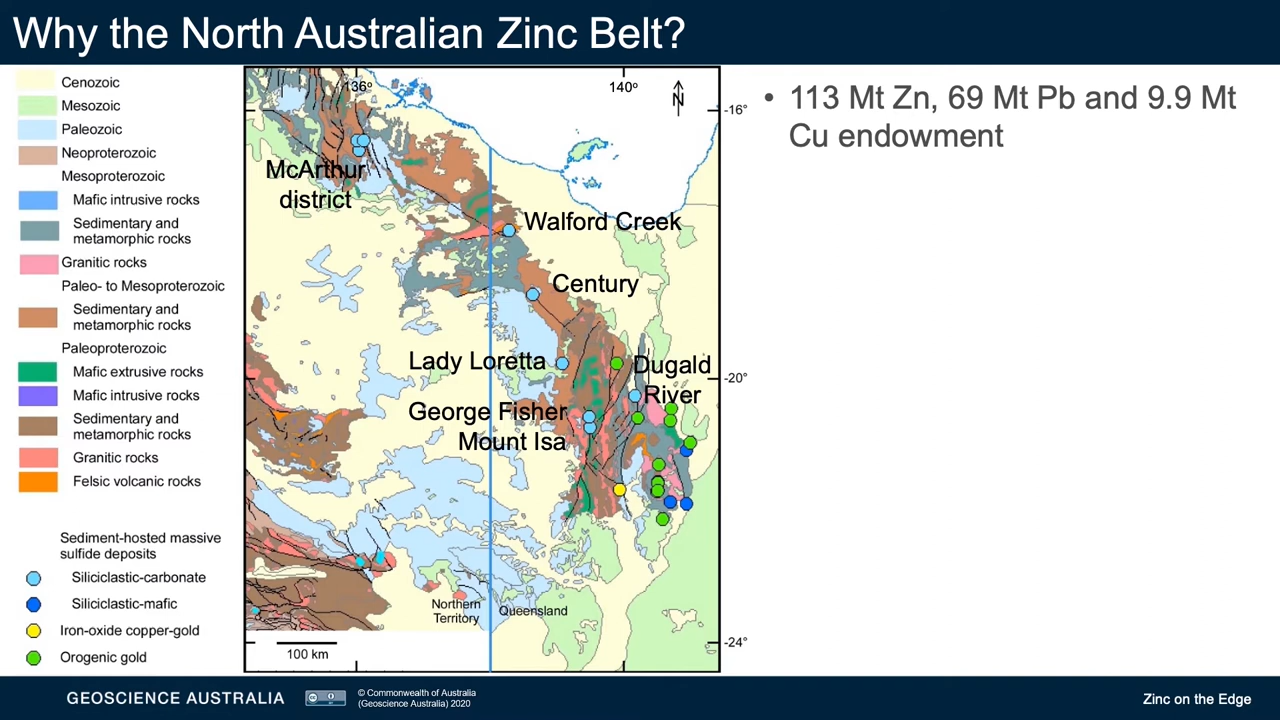 Why the North Australian Zinc Belt?
Cenozoic
Mesozoic
Paleozoic
Neoproterozoic
Mesoproterozoic
Mafic intrusive rocks
Sedimentary and
metamorphic rocks
Granitic rocks
Paleo- to Mesoproterozoic
Sedimentary and
metamorphic rocks
Paleoproterozoic
Mafic extrusive rocks
Mafic intrusive rocks
Sedimentary and
metamorphic rocks
Granitic rocks
Felsic volcanic rocks
Sediment-hosted massive
sulfide deposits
Siliciclastic-carbonate
Siliciclastic-mafic
Iron-oxide copper-gold
Orogenic gold
136º
140º
N
-16°
McArthur
district
Walford Creek
Century
Lady Loretta
Dugald
River
-20°
George Fisher
Mount Isa
Northern
Territory
Queensland
-24°
100 km
• 113 Mt Zn, 69 Mt Pb and 9.9 Mt
Cu endowment
GEOSCIENCE AUSTRALIA
© Commonwealth of Australia
(Geoscience Australia) 2020
Zinc on the Edge